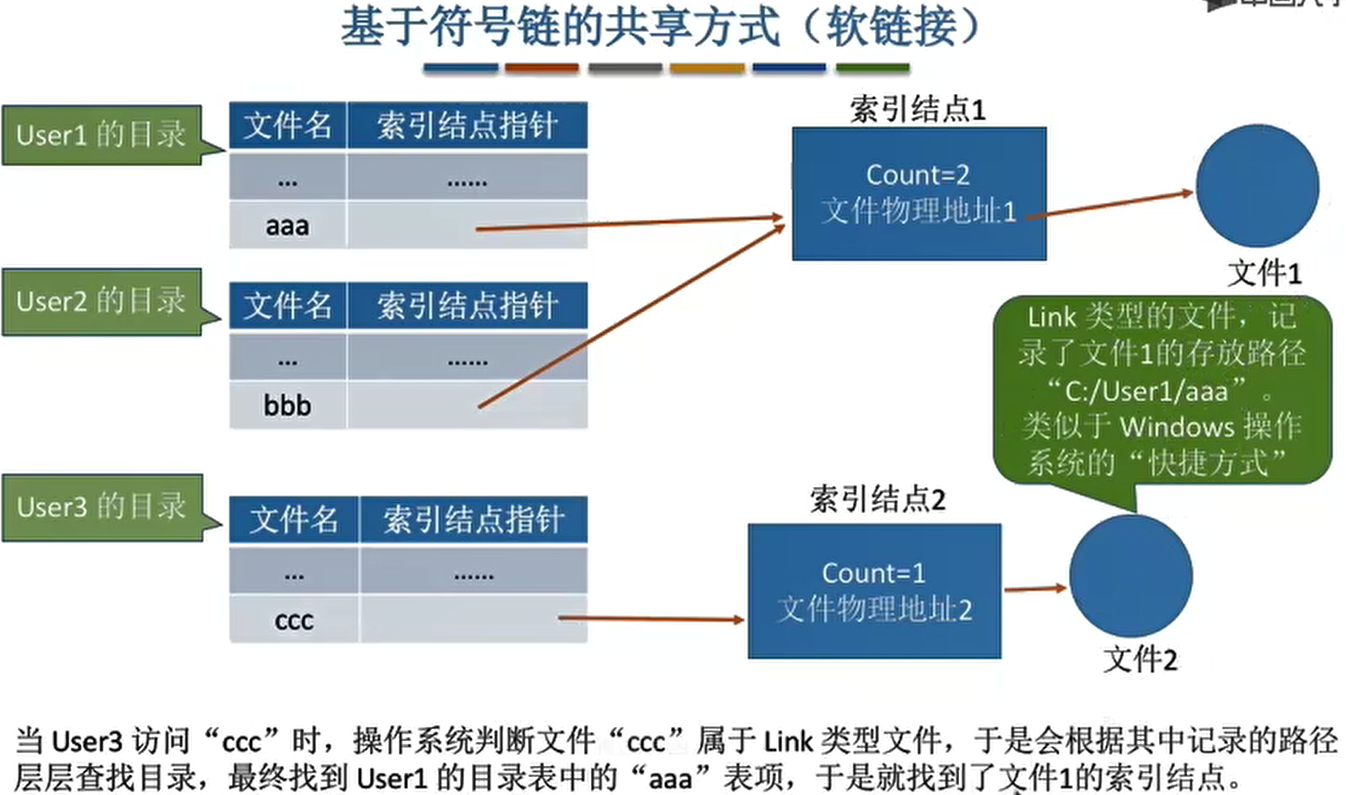 基于符号链的共享方式（软链接）
User1 的目录
文件名 索引结点指针
... ......
aaa
索引结点1
Count=2
文件物理地址1
文件1
User2 的目录
文件名 索引结点指针
... ......
bbb
Link 类型的文件，记
录了文件1的存放路径
“C:/User1/aaa”。
类似于 Windows 操作
系统的“快捷方式”
User3 的目录
文件名 索引结点指针
... ......
ccc
索引结点2
Count=1
文件物理地址2
文件2
当 User3 访问“ccc”时，操作系统判断文件“ccc”属于 Link 类型文件，于是会根据其中记录的路径
层层查找目录，最终找到 User1 的目录表中的“aaa”表项，于是就找到了文件1的索引结点。